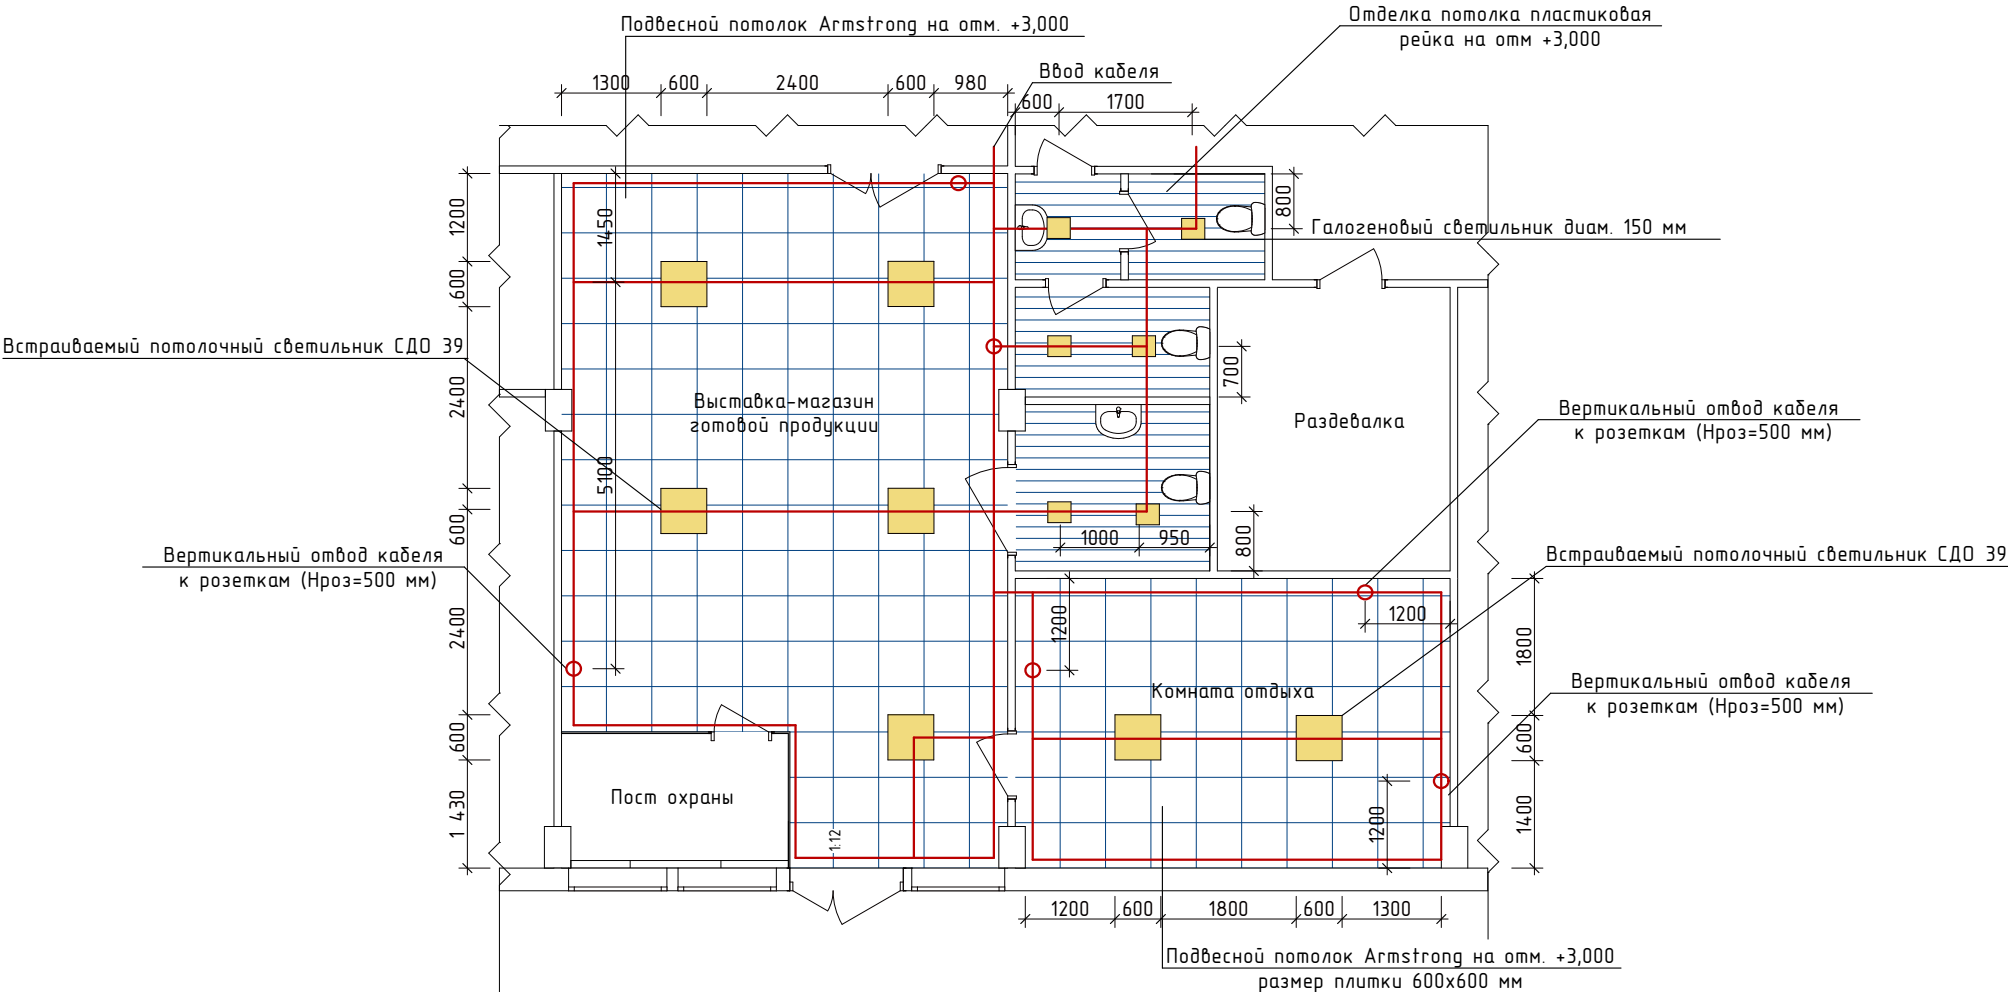 Подвесной потолок Armstrong на отм. +3,000
Отделка потолка пластиковая
рейка на отм +3,000
Ввод кабеля
1300
600
2400
600
980
600
1700
1200
600
2400
600
2400
600
1 430
1450
5100
800
Галогеновый светильник диам. 150 мм
Встраиваемый потолочный светильник СДО 39
Выставка-магазин
готовой продукции
700
Раздевалка
Вертикальный отвод кабеля
к розеткам (Нроз=500 мм)
1000
950
800
Вертикальный отвод кабеля
к розеткам (Нроз=500 мм)
Встраиваемый потолочный светильник СДО 39
1200
1200
1800
600
1400
Комната отдыха
Вертикальный отвод кабеля
к розеткам (Нроз=500 мм)
Пост охраны
1:12
1200
1200
600
1800
600
1300
Подвесной потолок Armstrong на отм. +3,000
размер плитки 600х600 мм